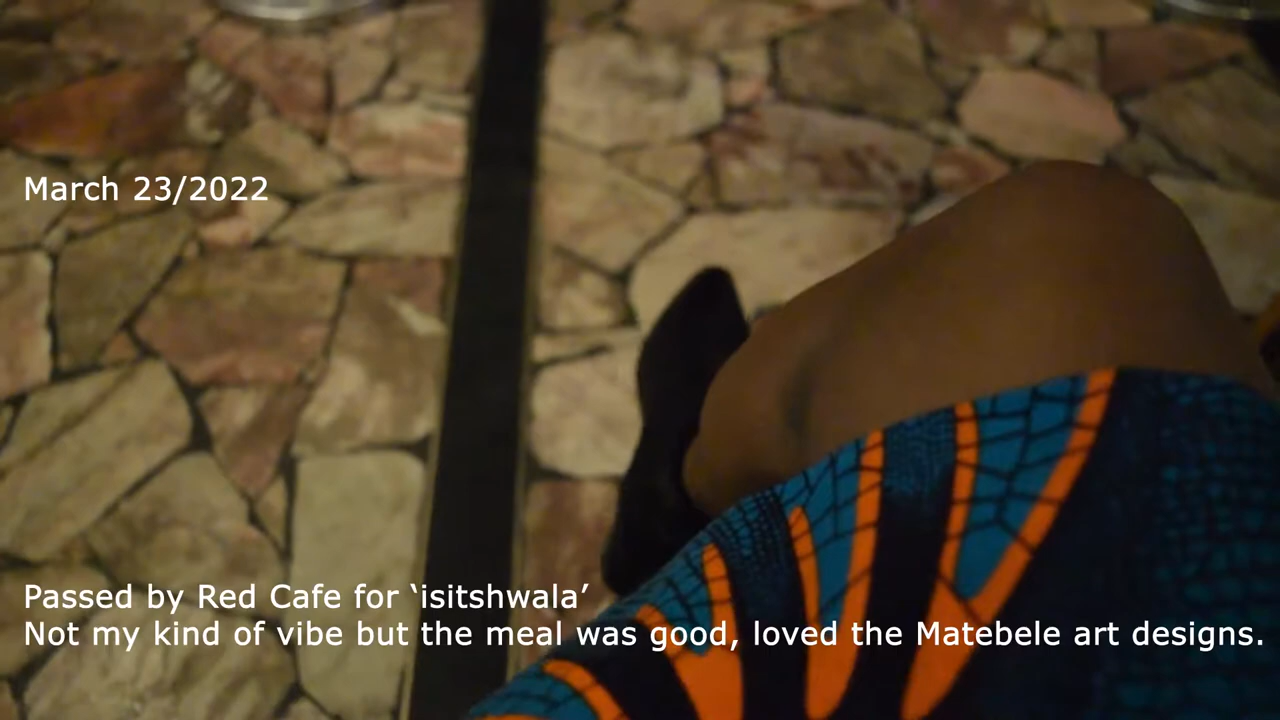 March 23/2022
Passed by Red Cafe for ‘isitshwala’
Not my kind of vibe but the meal was good, loved the Matebele art designs.